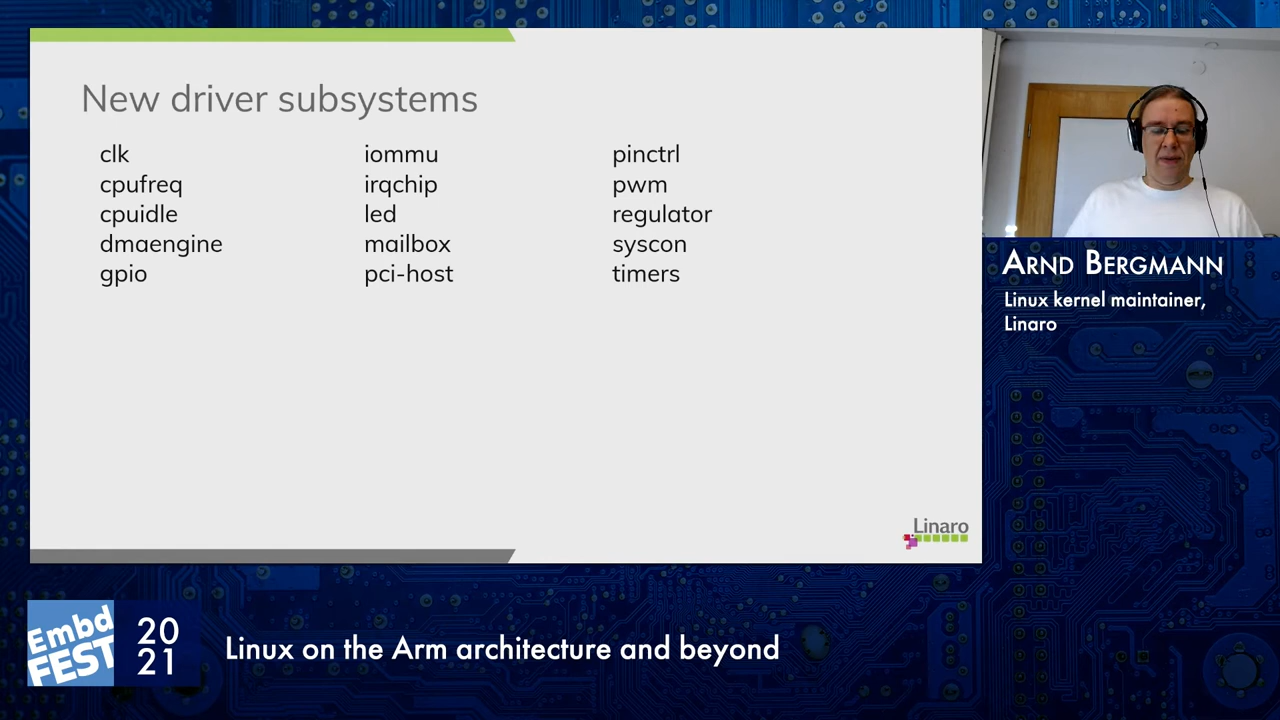 New driver subsystems
clk
cpufreq
cpuidle
dmaengine
gpio
iommu
irqchip
led
mailbox
pci-host
pinctrl
pwm
regulator
syscon
timers
Linaro
ARND BERGMANN
Linux kernel maintainer,
Linaro
Embd
FEST
20
21
Linux on the Arm architecture and beyond